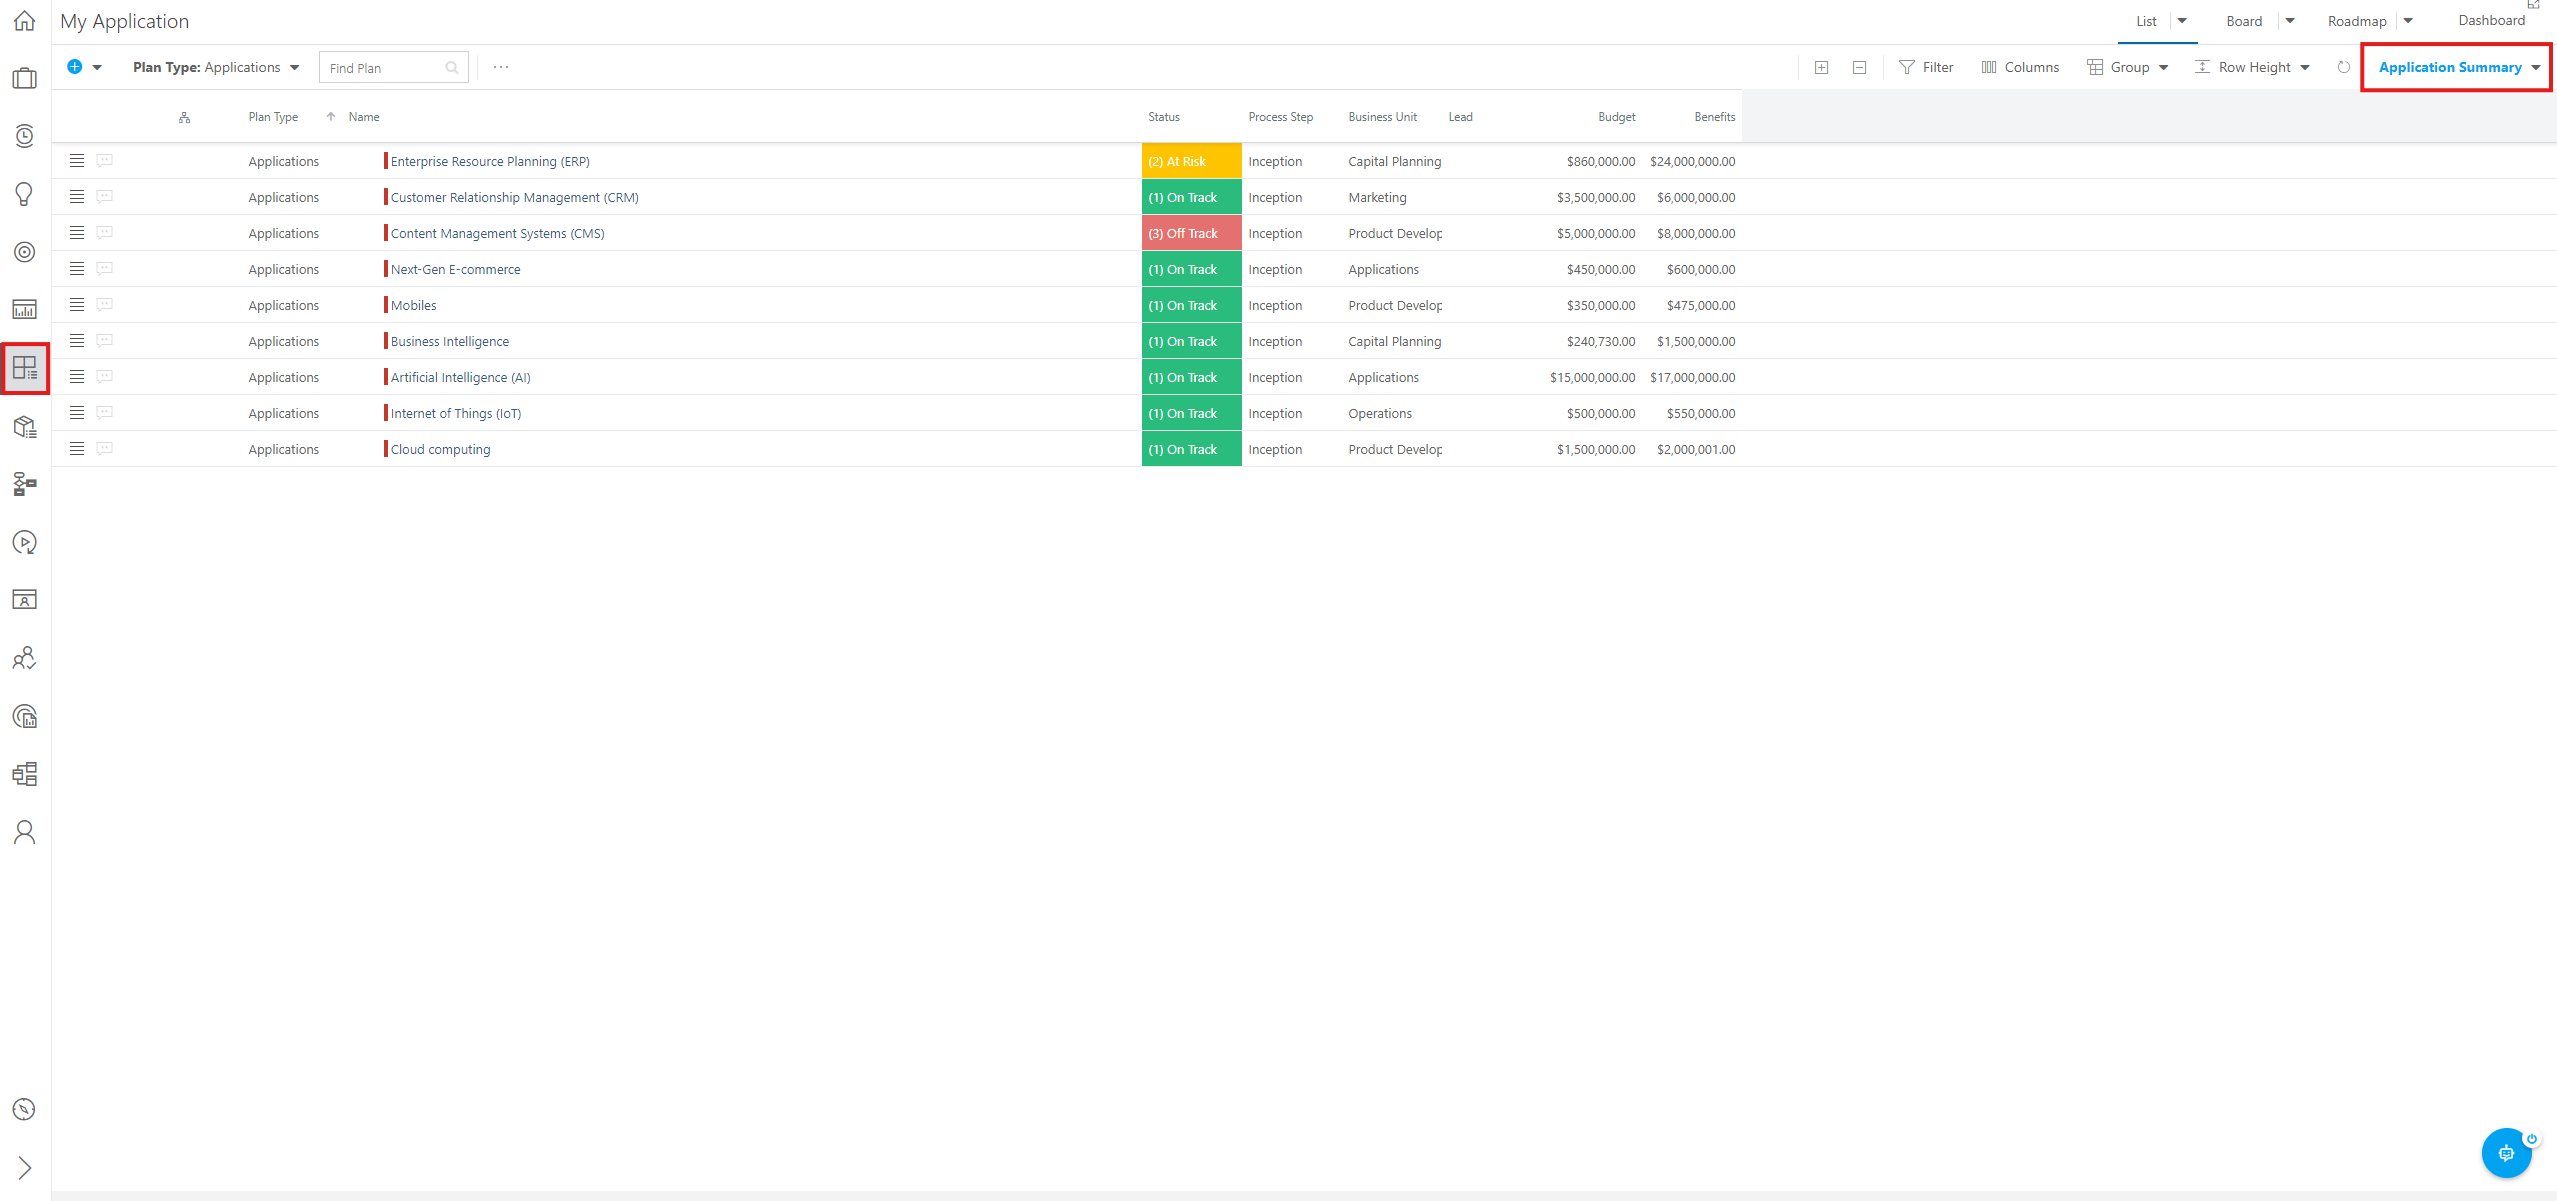 My Application
List Board Roadmap Dashboard
Plan Type: Applications Find Plan ... Filter Columns Group Row Height Application Summary
Plan Type Name Status Process Step Business Unit Lead Budget Benefits
Applications Enterprise Resource Planning (ERP) (2) At Risk Inception Capital Planning $860,000.00 $24,000,000.00
Applications Customer Relationship Management (CRM) (1) On Track Inception Marketing $3,500,000.00 $6,000,000.00
Applications Content Management Systems (CMS) (3) Off Track Inception Product Develop $5,000,000.00 $8,000,000.00
Applications Next-Gen E-commerce (1) On Track Inception Applications $450,000.00 $600,000.00
Applications Mobiles (1) On Track Inception Product Develop $350,000.00 $475,000.00
Applications Business Intelligence (1) On Track Inception Capital Planning $240,730.00 $1,500,000.00
Applications Artificial Intelligence (AI) (1) On Track Inception Applications $15,000,000.00 $17,000,000.00
Applications Internet of Things (IoT) (1) On Track Inception Operations $500,000.00 $550,000.00
Applications Cloud computing (1) On Track Inception Product Develop $1,500,000.00 $2,000,001.00